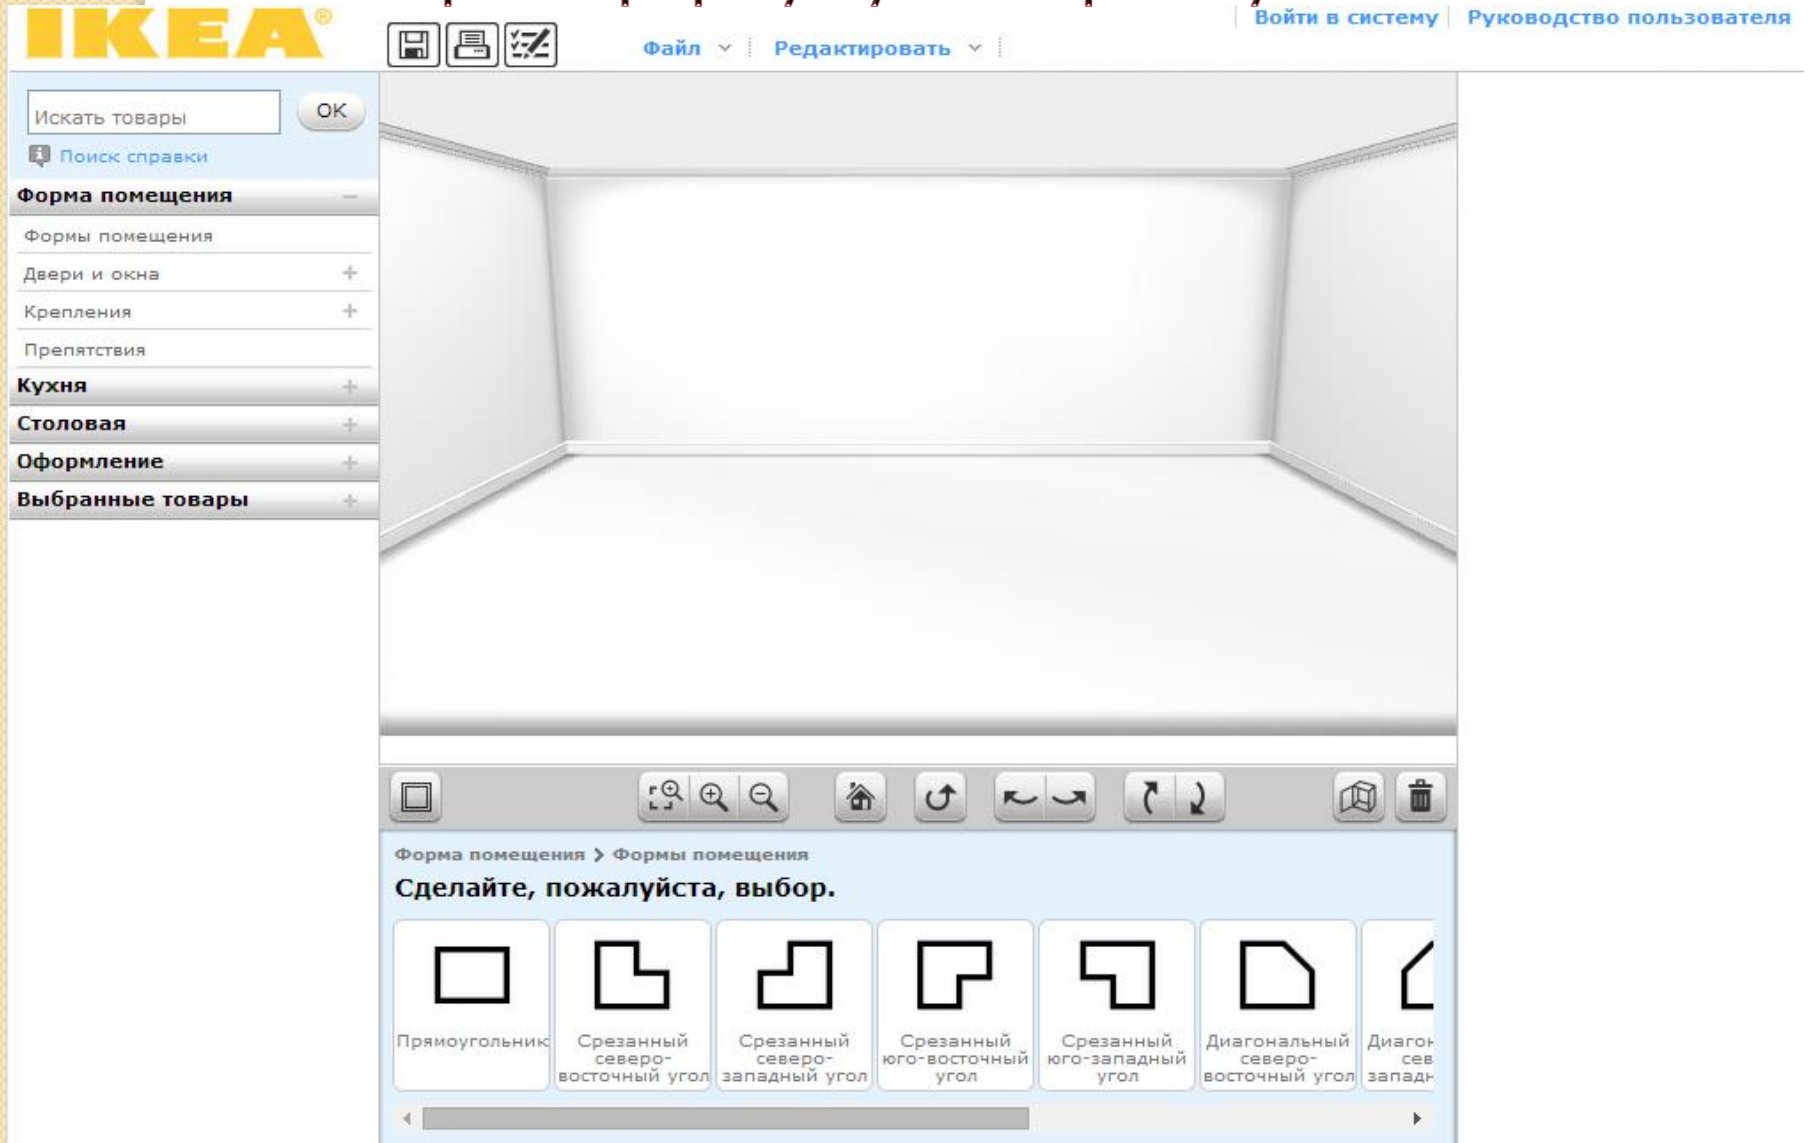 IKEA®
Войти в систему
Руководство пользователя
Файл
Редактировать
Искать товары
OK
Поиск справки
Форма помещения
Формы помещения
Двери и окна
Крепления
Препятствия
Кухня
Столовая
Оформление
Выбранные товары
Форма помещения > Формы помещения
Сделайте, пожалуйста, выбор.
Прямоугольник
Срезанный
северо-
восточный угол
Срезанный
северо-
западный угол
Срезанный
юго-восточный
угол
Срезанный
юго-западный
угол
Диагональный
северо-
восточный угол